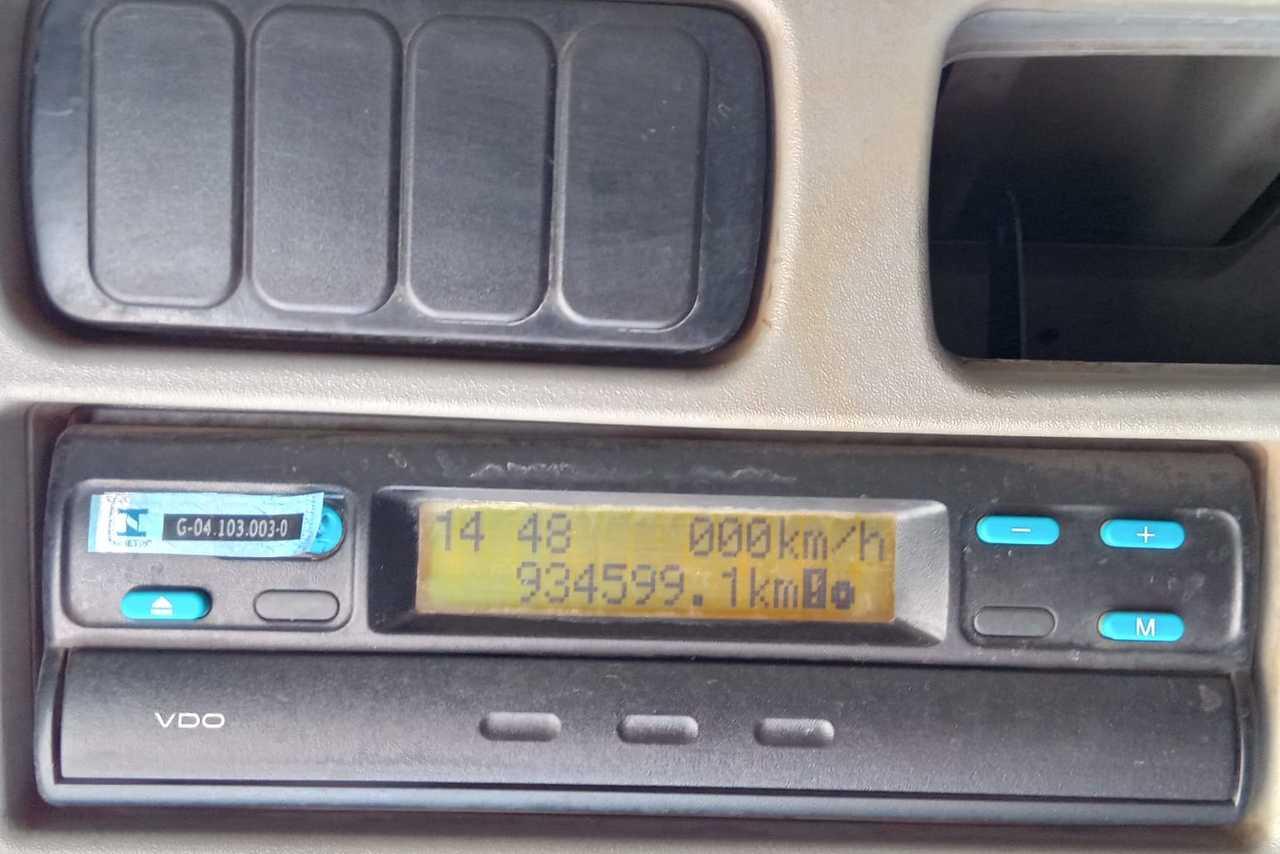 G-04.103.003-0
14 48 000km/h
934599.1km
− +
M
VDO